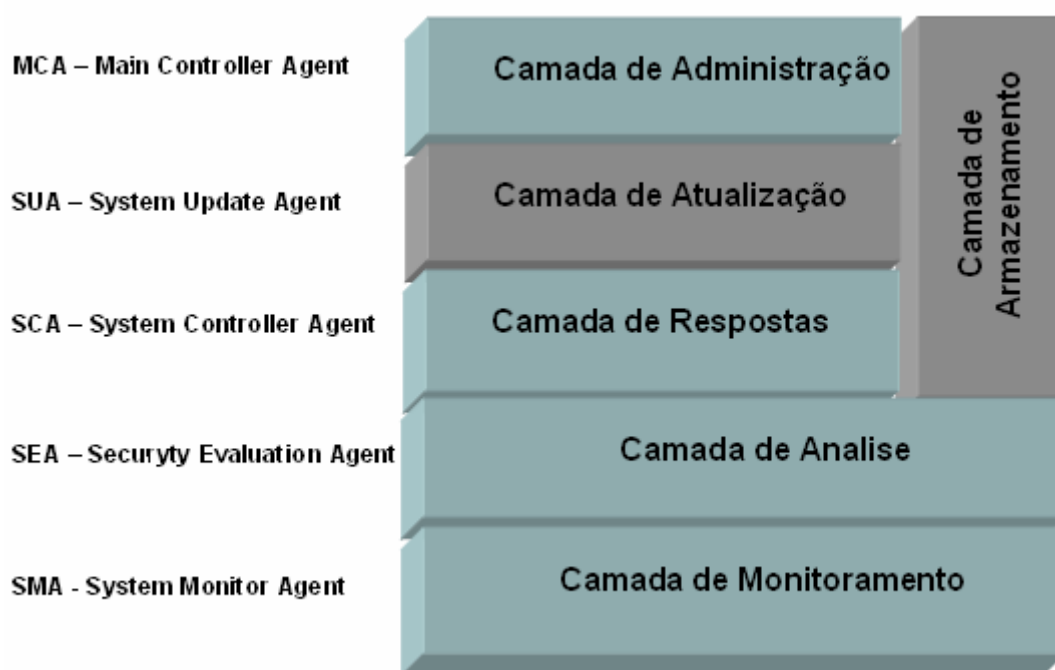 MCA – Main Controller Agent
Camada de Administração
SUA – System Update Agent
Camada de Atualização
SCA – System Controller Agent
Camada de Respostas
Camada de
Armazenamento
SEA – Securyty Evaluation Agent
Camada de Analise
SMA - System Monitor Agent
Camada de Monitoramento